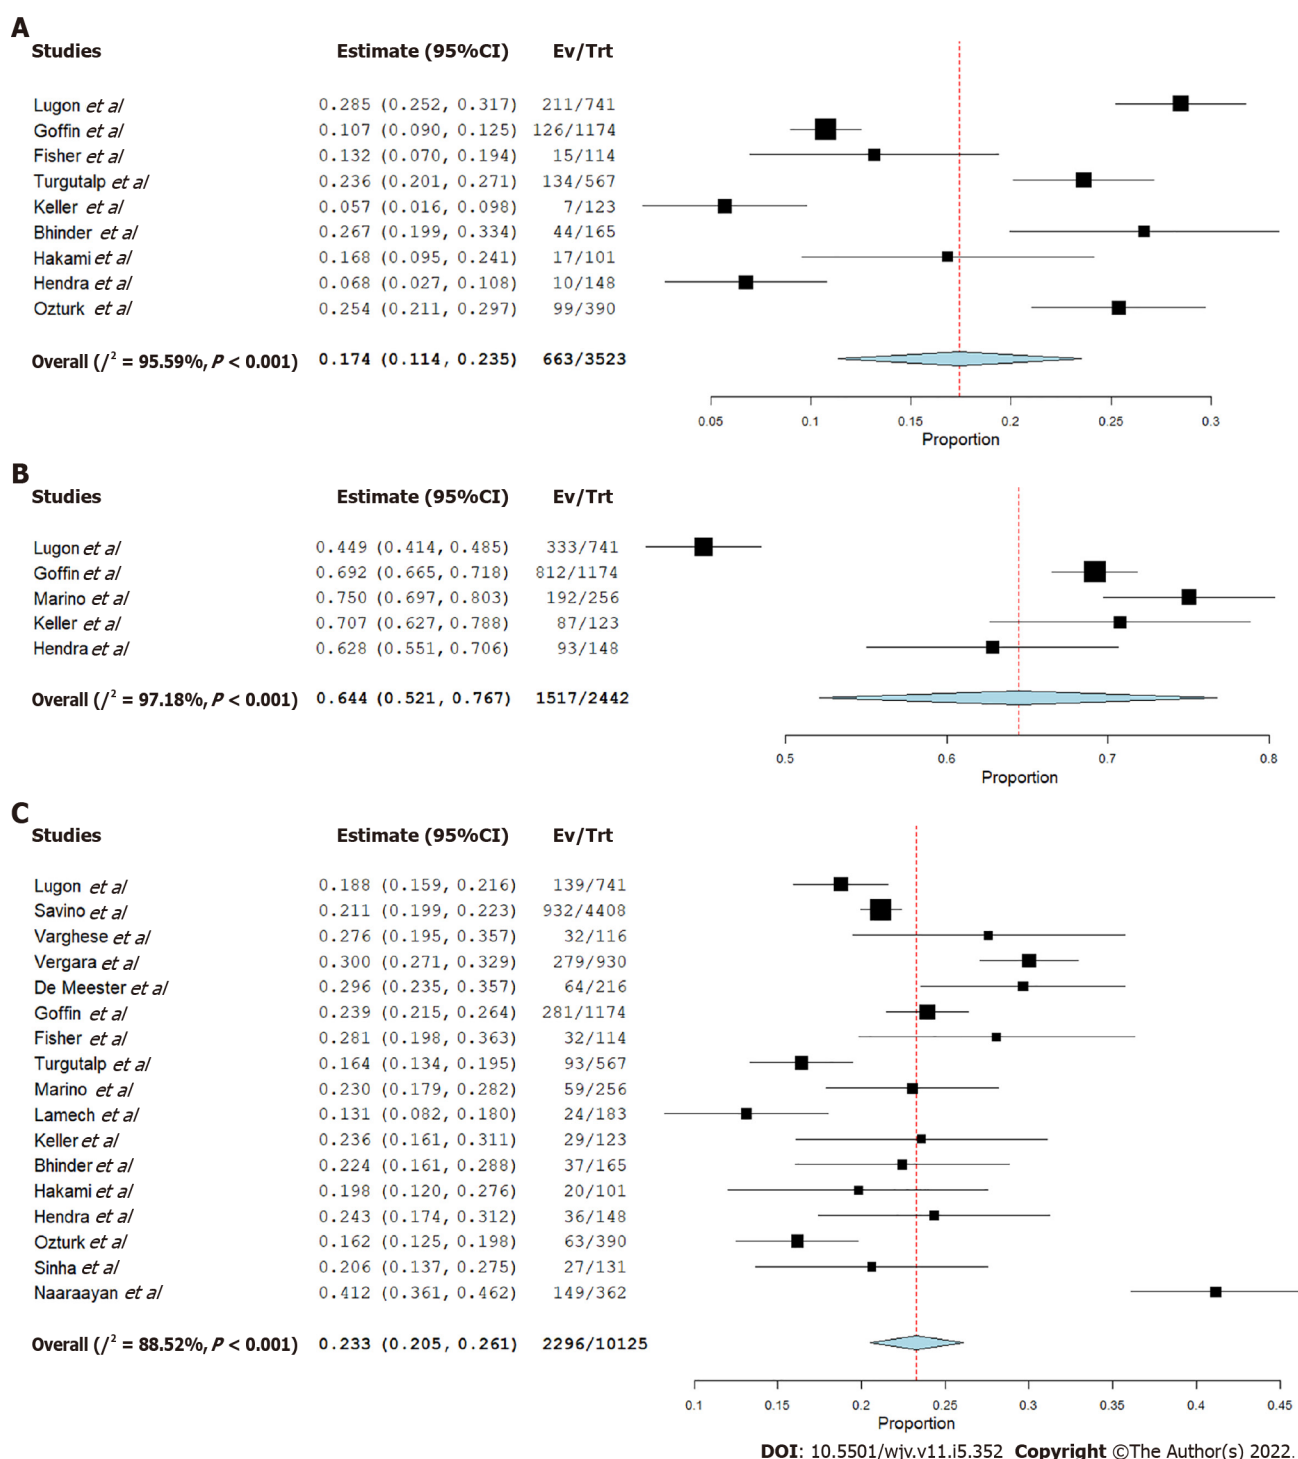 A
Studies Estimate (95%CI) Ev/Trt
Lugon et al 0.285 (0.252, 0.317) 211/741
Goffin et al 0.107 (0.090, 0.125) 126/1174
Fisher et al 0.132 (0.070, 0.194) 15/114
Turgutalp et al 0.236 (0.201, 0.271) 134/567
Keller et al 0.057 (0.016, 0.098) 7/123
Bhinder et al 0.267 (0.199, 0.334) 44/165
Hakami et al 0.168 (0.095, 0.241) 17/101
Hendra et al 0.068 (0.027, 0.108) 10/148
Ozturk et al 0.254 (0.211, 0.297) 99/390
Overall (I² = 95.59%, P < 0.001) 0.174 (0.114, 0.235) 663/3523
0.05 0.1 0.15 0.2 0.25 0.3
Proportion
B
Studies Estimate (95%CI) Ev/Trt
Lugon et al 0.449 (0.414, 0.485) 333/741
Goffin et al 0.692 (0.665, 0.718) 812/1174
Marino et al 0.750 (0.697, 0.803) 192/256
Keller et al 0.707 (0.627, 0.788) 87/123
Hendra et al 0.628 (0.551, 0.706) 93/148
Overall (I² = 97.18%, P < 0.001) 0.644 (0.521, 0.767) 1517/2442
0.5 0.6 0.7 0.8
Proportion
C
Studies Estimate (95%CI) Ev/Trt
Lugon et al 0.188 (0.159, 0.216) 139/741
Savino et al 0.211 (0.199, 0.223) 932/4408
Varghese et al 0.276 (0.195, 0.357) 32/116
Vergara et al 0.300 (0.271, 0.329) 279/930
De Meester et al 0.296 (0.235, 0.357) 64/216
Goffin et al 0.239 (0.215, 0.264) 281/1174
Fisher et al 0.281 (0.198, 0.363) 32/114
Turgutalp et al 0.164 (0.134, 0.195) 93/567
Marino et al 0.230 (0.179, 0.282) 59/256
Lamech et al 0.131 (0.082, 0.180) 24/183
Keller et al 0.236 (0.161, 0.311) 29/123
Bhinder et al 0.224 (0.161, 0.288) 37/165
Hakami et al 0.198 (0.120, 0.276) 20/101
Hendra et al 0.243 (0.174, 0.312) 36/148
Ozturk et al 0.162 (0.125, 0.198) 63/390
Sinha et al 0.206 (0.137, 0.275) 27/131
Naaraayan et al 0.412 (0.361, 0.462) 149/362
Overall (I² = 88.52%, P < 0.001) 0.233 (0.205, 0.261) 2296/10125
0.1 0.15 0.2 0.25 0.3 0.35 0.4 0.45
Proportion
DOI: 10.5501/wjv.v11.i5.352 Copyright ©The Author(s) 2022.